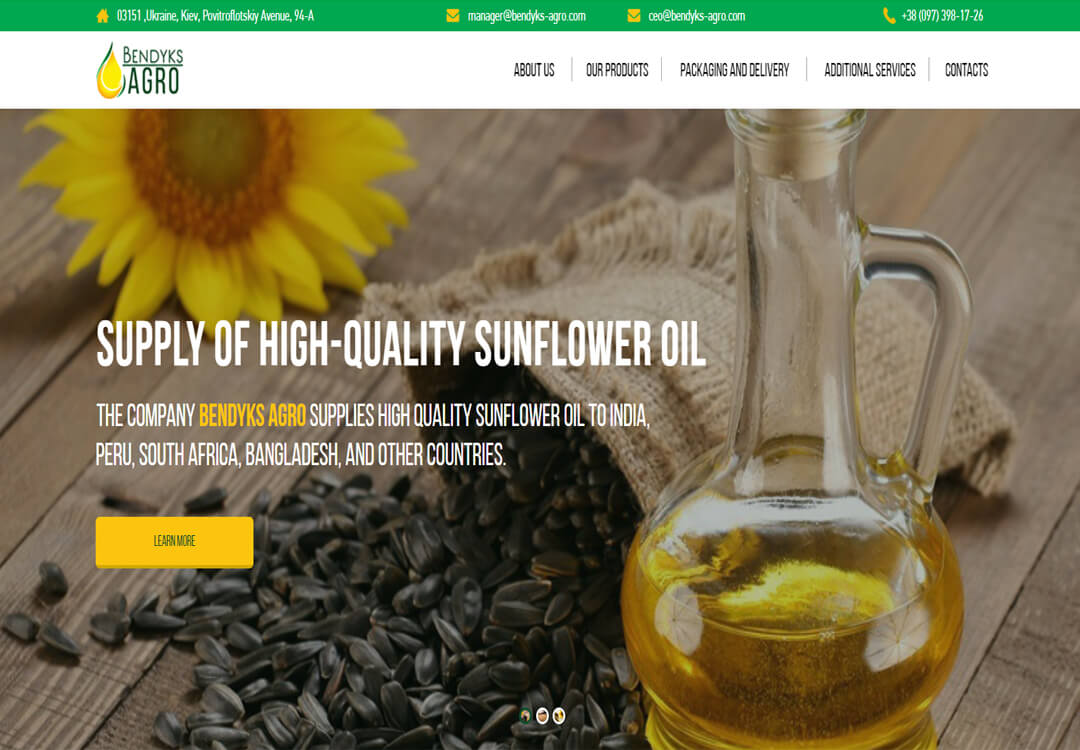 03151 ,Ukraine, Kiev, Povitroflotskiy Avenue, 94-A
manager@bendyks-agro.com
ceo@bendyks-agro.com
+38 (097) 398-17-26
BENDYKS
AGRO
ABOUT US
OUR PRODUCTS
PACKAGING AND DELIVERY
ADDITIONAL SERVICES
CONTACTS
SUPPLY OF HIGH-QUALITY SUNFLOWER OIL
THE COMPANY BENDYKS AGRO SUPPLIES HIGH QUALITY SUNFLOWER OIL TO INDIA,
PERU, SOUTH AFRICA, BANGLADESH, AND OTHER COUNTRIES.
LEARN MORE